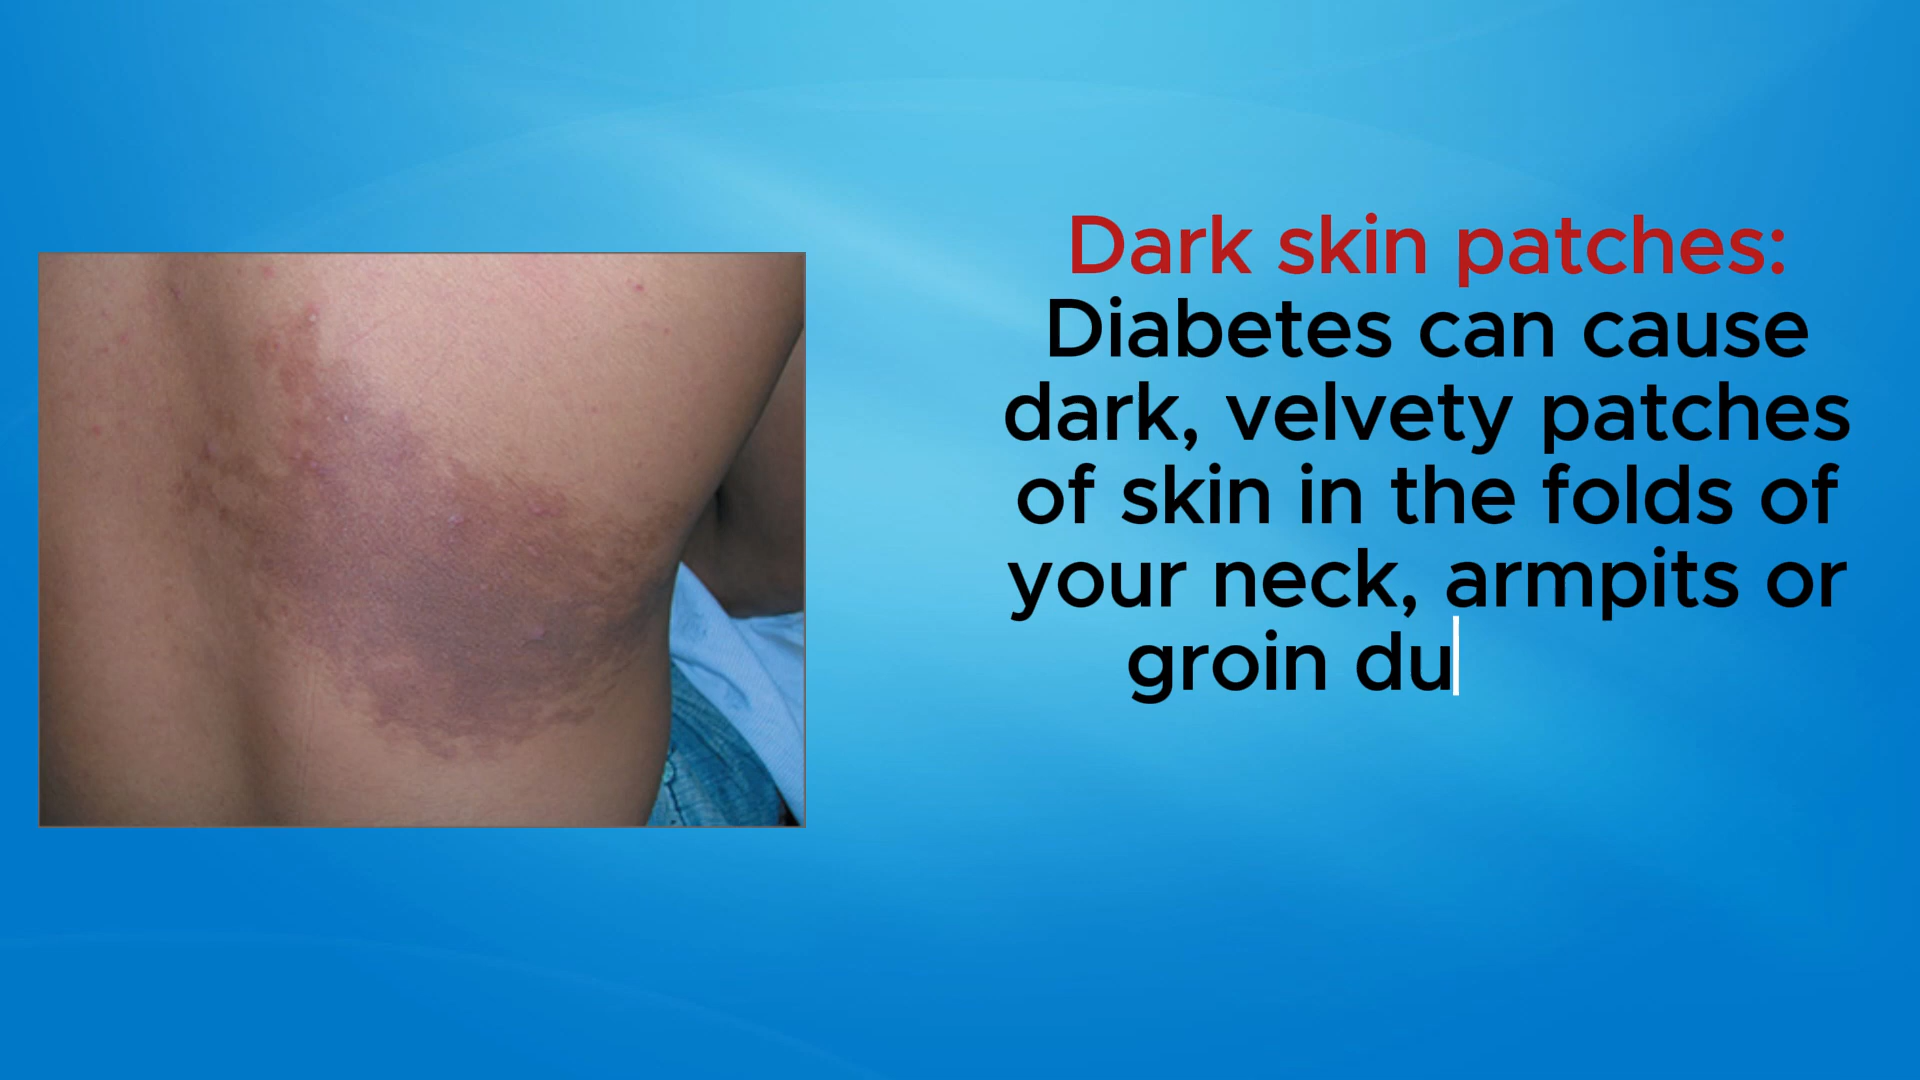 Dark skin patches:
Diabetes can cause
dark, velvety patches
of skin in the folds of
your neck, armpits or
groin du